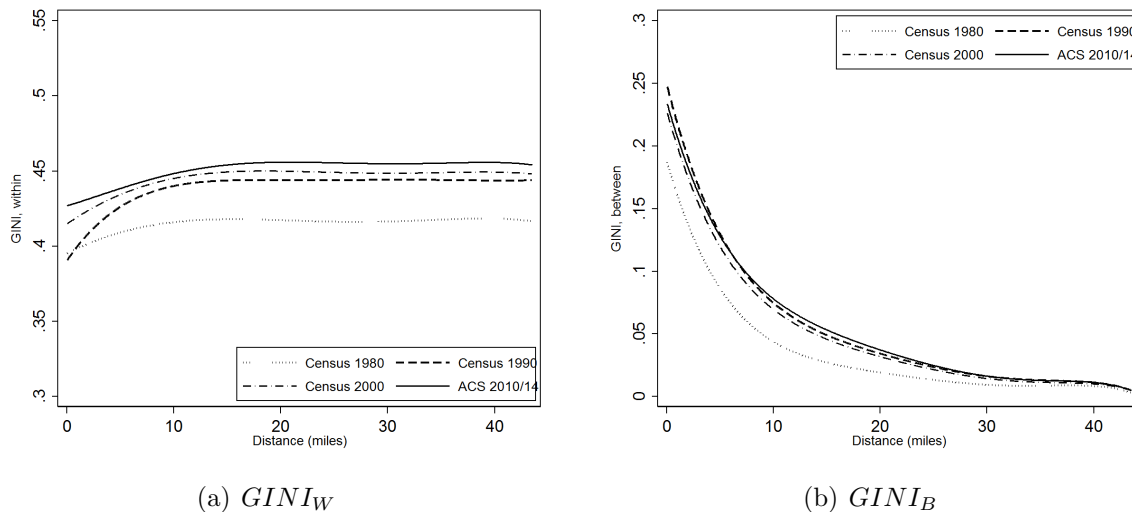 .3 .35 .4 .45 .5 .55
GINI, within
0 10 20 30 40
Distance (miles)
Census 1980 Census 1990
Census 2000 ACS 2010/14
(a) GINI_W
0 .05 .1 .15 .2 .25 .3
GINI, between
0 10 20 30 40
Distance (miles)
Census 1980 Census 1990
Census 2000 ACS 2010/14
(b) GINI_B